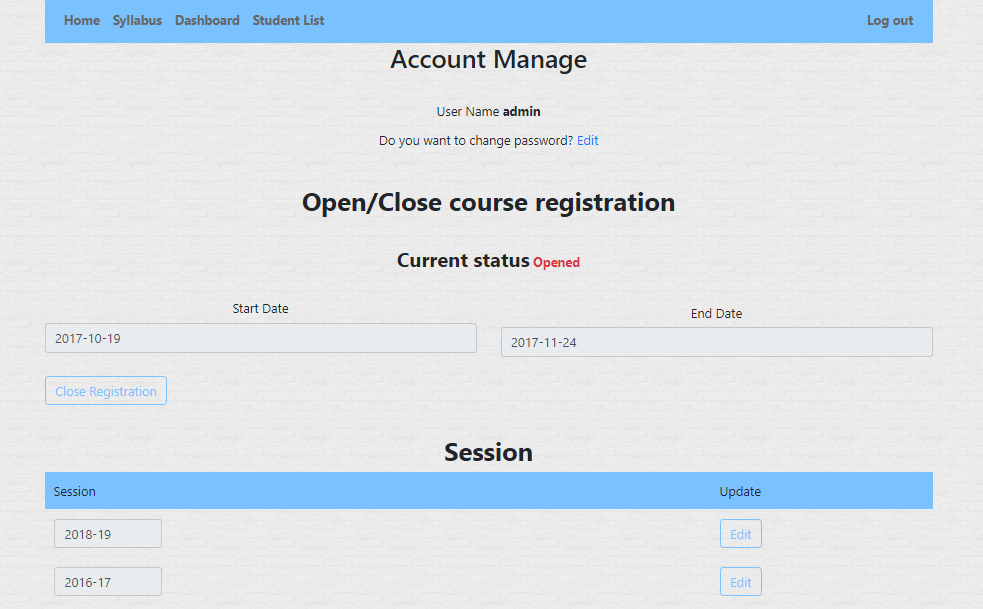 Home Syllabus Dashboard Student List Log out
Account Manage
User Name admin
Do you want to change password? Edit
Open/Close course registration
Current status Opened
Start Date End Date
2017-10-19 2017-11-24
Close Registration
Session
Session Update
2018-19 Edit
2016-17 Edit